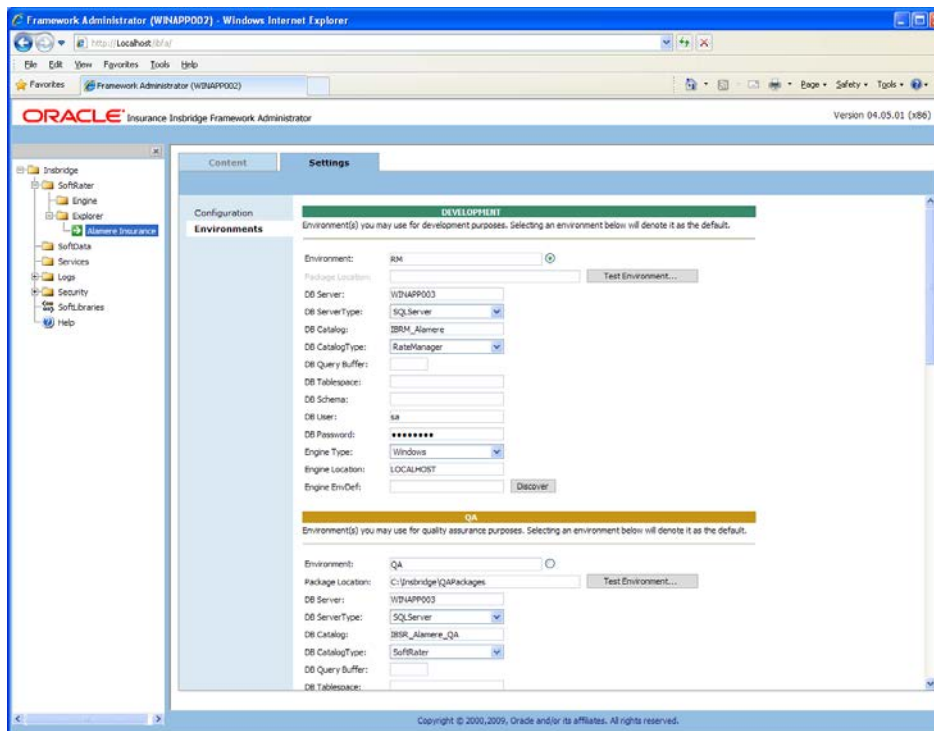 Framework Administrator (WINAPP002) - Windows Internet Explorer
http://Localhost/ibfa/
File Edit View Favorites Tools Help
Favorites Framework Administrator (WINAPP002) Page Safety Tools
ORACLE Insurance Insbridge Framework Administrator Version 04.05.01 (x86)
Insbridge
SoftRater
Engine
Explorer
Alamere Insurance
SoftData
Services
Logs
Security
SoftLibraries
Help
Content Settings
Configuration
Environments
DEVELOPMENT
Environment(s) you may use for development purposes. Selecting an environment below will denote it as the default.
Environment: RM
Package Location: Test Environment...
DB Server: WINAPP003
DB ServerType: SQLServer
DB Catalog: IBRM_Alamere
DB CatalogType: RateManager
DB Query Buffer:
DB Tablespace:
DB Schema:
DB User: sa
DB Password: ••••••••
Engine Type: Windows
Engine Location: LOCALHOST
Engine EnvDef: Discover
QA
Environment(s) you may use for quality assurance purposes. Selecting an environment below will denote it as the default.
Environment: QA
Package Location: C:\Insbridge\QAPackages Test Environment...
DB Server: WINAPP003
DB ServerType: SQLServer
DB Catalog: IBSR_Alamere_QA
DB CatalogType: SoftRater
DB Query Buffer:
DB Tablespace:
Copyright © 2000,2009, Oracle and/or its affiliates. All rights reserved.